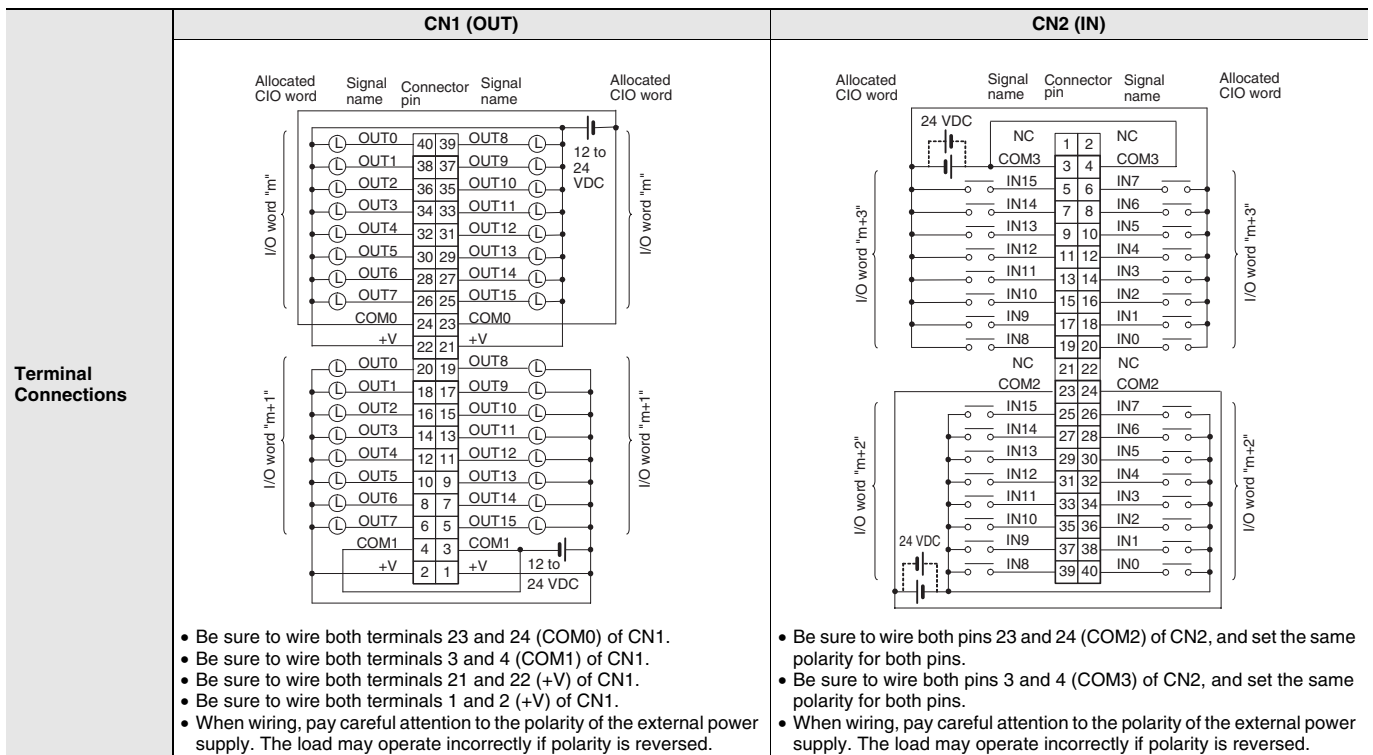 CN1 (OUT) CN2 (IN)
Terminal
Connections
Allocated
CIO word
Signal
name
Connector
pin
Signal
name
Allocated
CIO word
I/O word "m"
OUT0 40 39 OUT8
OUT1 38 37 OUT9
OUT2 36 35 OUT10
OUT3 34 33 OUT11
OUT4 32 31 OUT12
OUT5 30 29 OUT13
OUT6 28 27 OUT14
OUT7 26 25 OUT15
COM0 24 23 COM0
+V 22 21 +V
L L
L L
L L
L L
L L
L L
L L
L L
12 to
24
VDC
I/O word "m"
I/O word "m+1"
OUT0 20 19 OUT8
OUT1 18 17 OUT9
OUT2 16 15 OUT10
OUT3 14 13 OUT11
OUT4 12 11 OUT12
OUT5 10 9 OUT13
OUT6 8 7 OUT14
OUT7 6 5 OUT15
COM1 4 3 COM1
+V 2 1 +V
L L
L L
L L
L L
L L
L L
L L
L L
12 to
24 VDC
I/O word "m+1"
• Be sure to wire both terminals 23 and 24 (COM0) of CN1.
• Be sure to wire both terminals 3 and 4 (COM1) of CN1.
• Be sure to wire both terminals 21 and 22 (+V) of CN1.
• Be sure to wire both terminals 1 and 2 (+V) of CN1.
• When wiring, pay careful attention to the polarity of the external power
supply. The load may operate incorrectly if polarity is reversed.
Allocated
CIO word
Signal
name
Connector
pin
Signal
name
Allocated
CIO word
24 VDC
I/O word "m+3"
NC 1 2 NC
COM3 3 4 COM3
IN15 5 6 IN7
IN14 7 8 IN6
IN13 9 10 IN5
IN12 11 12 IN4
IN11 13 14 IN3
IN10 15 16 IN2
IN9 17 18 IN1
IN8 19 20 IN0
I/O word "m+3"
NC 21 22 NC
COM2 23 24 COM2
I/O word "m+2"
IN15 25 26 IN7
IN14 27 28 IN6
IN13 29 30 IN5
IN12 31 32 IN4
IN11 33 34 IN3
IN10 35 36 IN2
IN9 37 38 IN1
IN8 39 40 IN0
24 VDC
I/O word "m+2"
• Be sure to wire both pins 23 and 24 (COM2) of CN2, and set the same
polarity for both pins.
• Be sure to wire both pins 3 and 4 (COM3) of CN2, and set the same
polarity for both pins.
• When wiring, pay careful attention to the polarity of the external power
supply. The load may operate incorrectly if polarity is reversed.